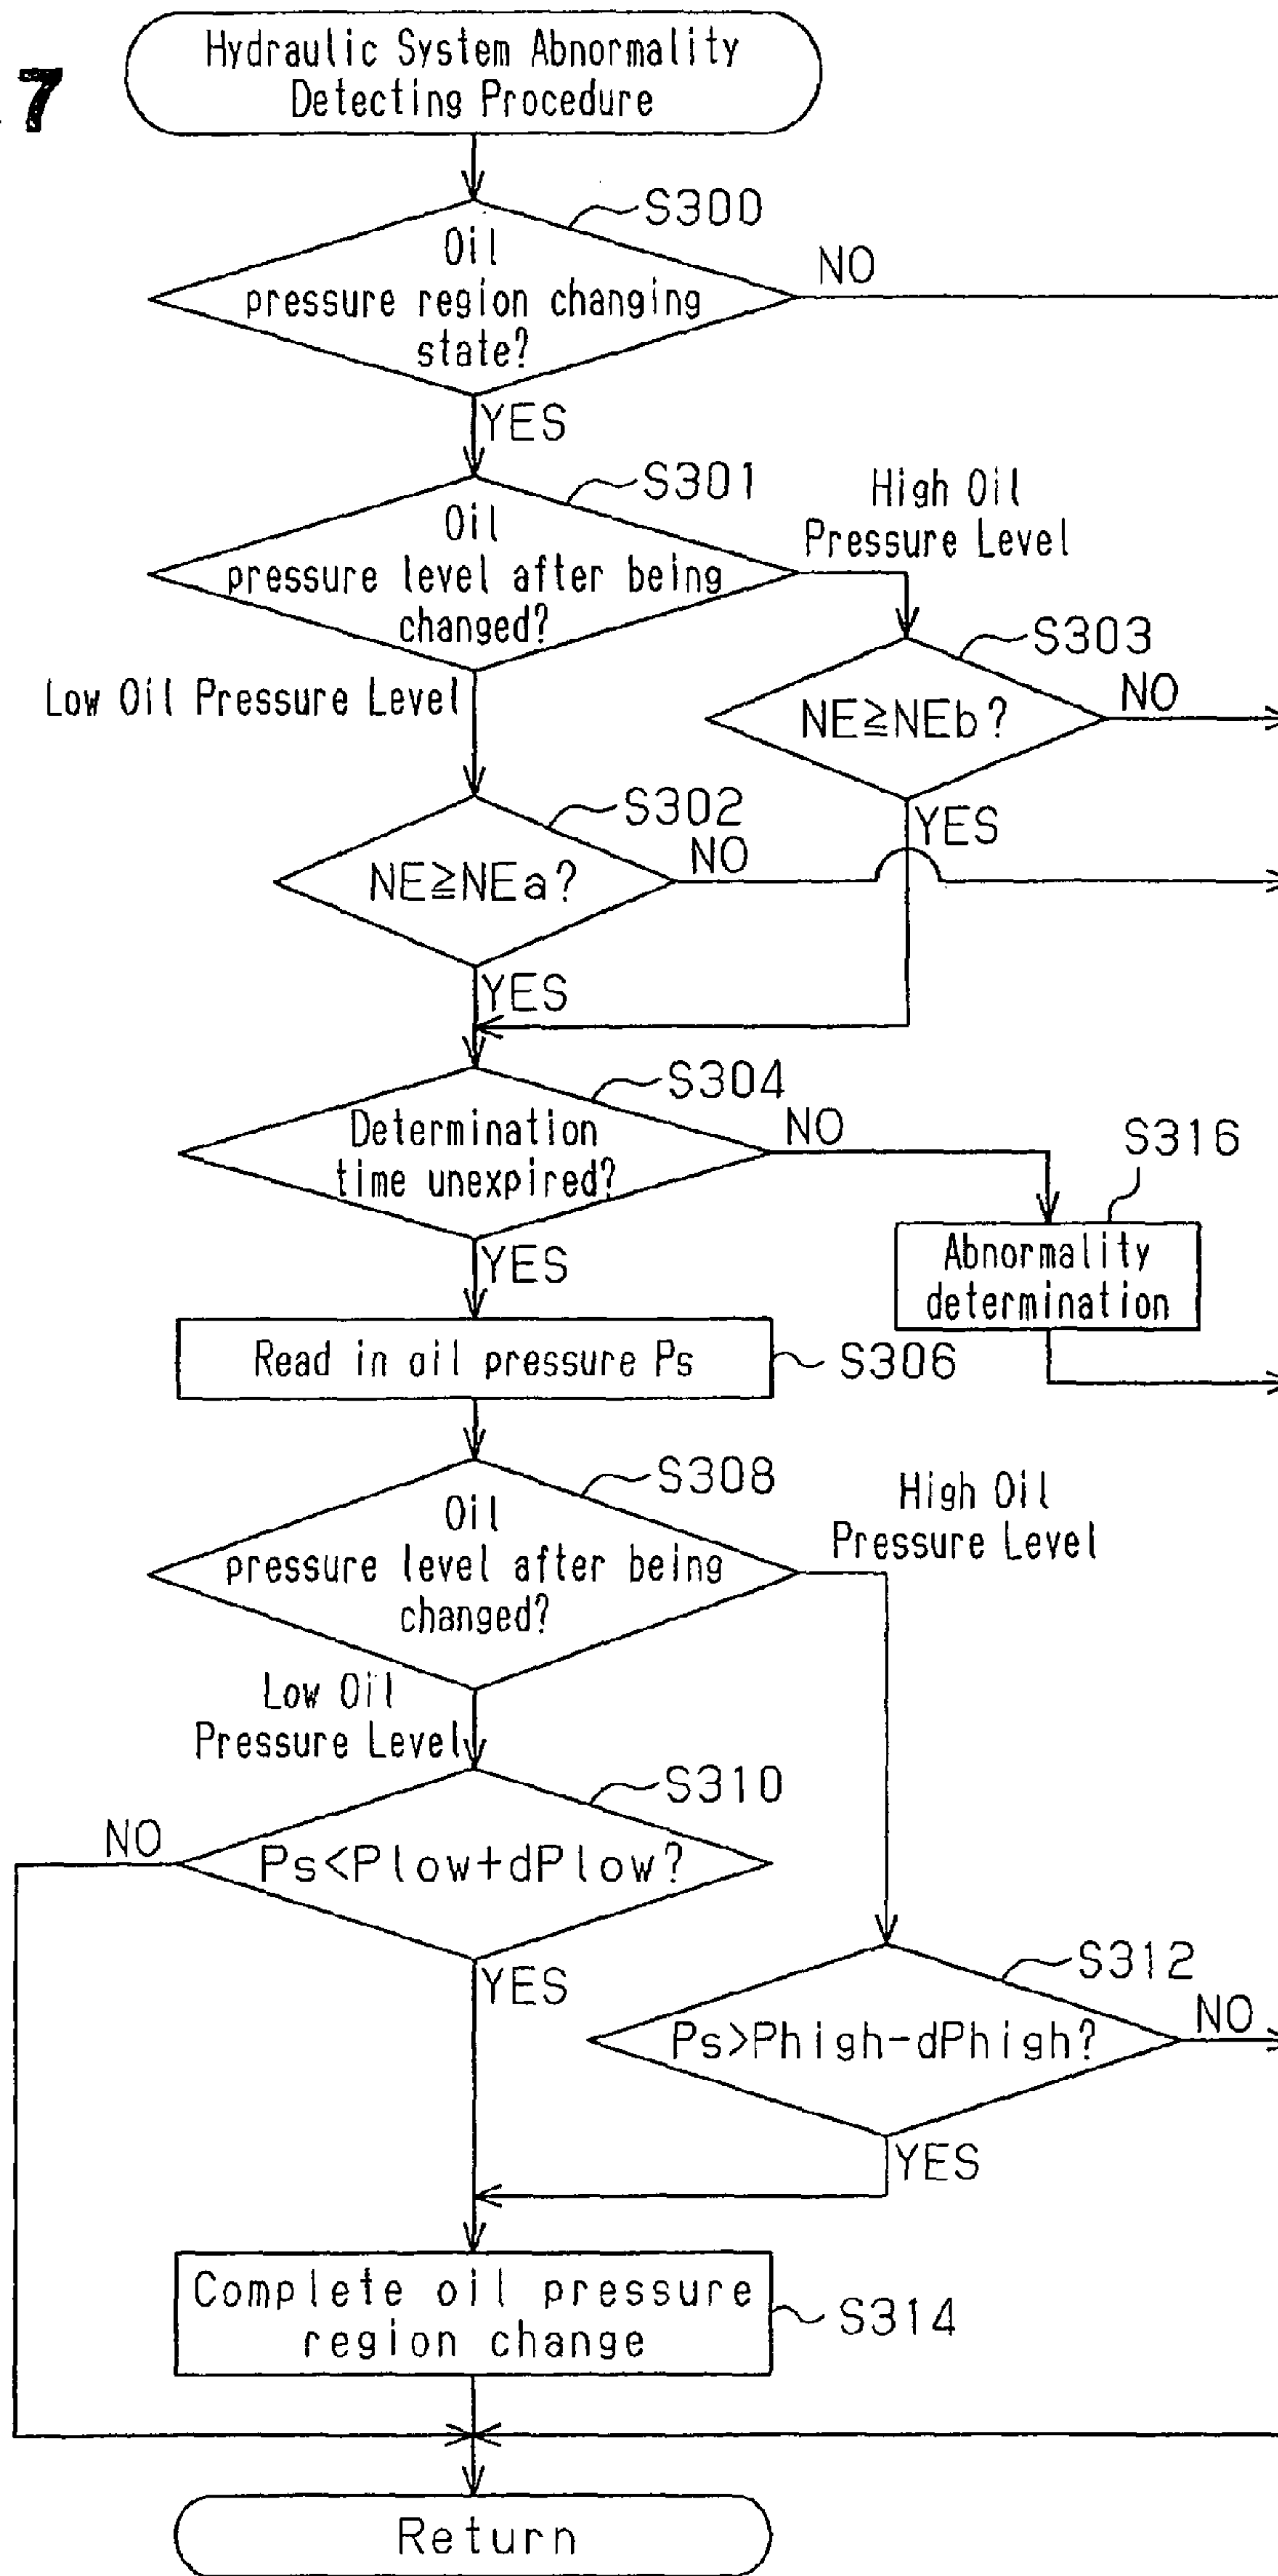 .7
Hydraulic System Abnormality
Detecting Procedure
S300
Oil
pressure region changing
state?
NO
YES
S301
Oil
pressure level after being
changed?
High Oil
Pressure Level
Low Oil Pressure Level
S303
NE≧NEb?
NO
YES
S302
NE≧NEa?
NO
YES
S304
Determination
time unexpired?
NO
YES
S316
Abnormality
determination
Read in oil pressure Ps
S306
S308
Oil
pressure level after being
changed?
High Oil
Pressure Level
Low Oil
Pressure Level
S310
Ps<Plow+dPlow?
NO
YES
S312
Ps>Phigh-dPhigh?
NO
YES
Complete oil pressure
region change
S314
Return